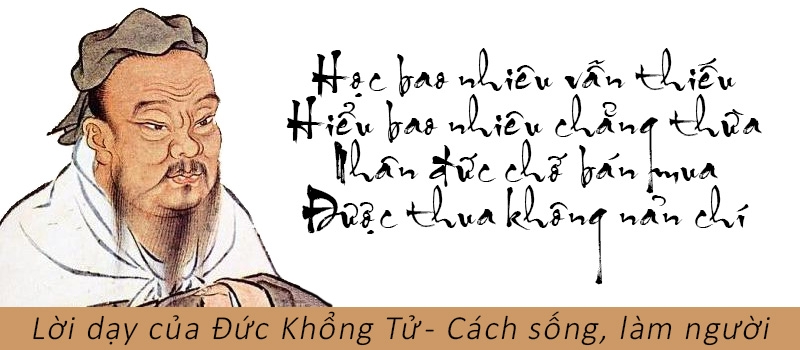 Học bao nhiêu vẫn thiếu
Hiểu bao nhiêu chẳng thừa
Nhân đức chớ bán mua
Được thua không nản chí
Lời dạy của Đức Khổng Tử- Cách sống, làm người